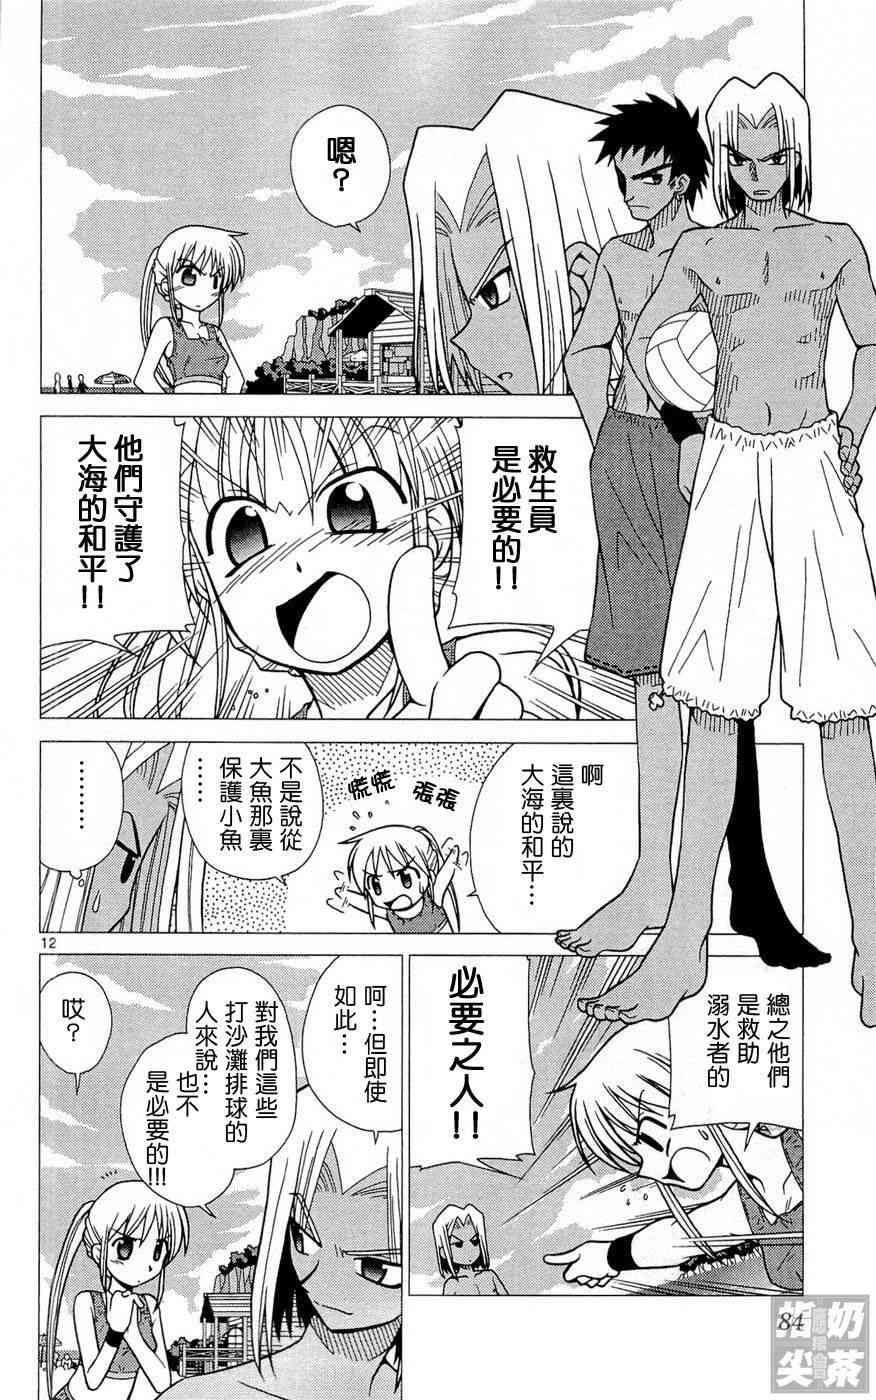 嗯?
救生員
是必要的!!
他們守護了
大海的和平!!
啊
這裏說的
大海的和平…
慌慌
張張
不是說從
大魚那裏
保護小魚
……
………
12
總之他們
是救助
溺水者的
必要之人!!
呵…但即使
如此…
對我們這些
打沙灘排球的
人來說…
也不
是必要的!!!
哎?
84
指尖
奶茶